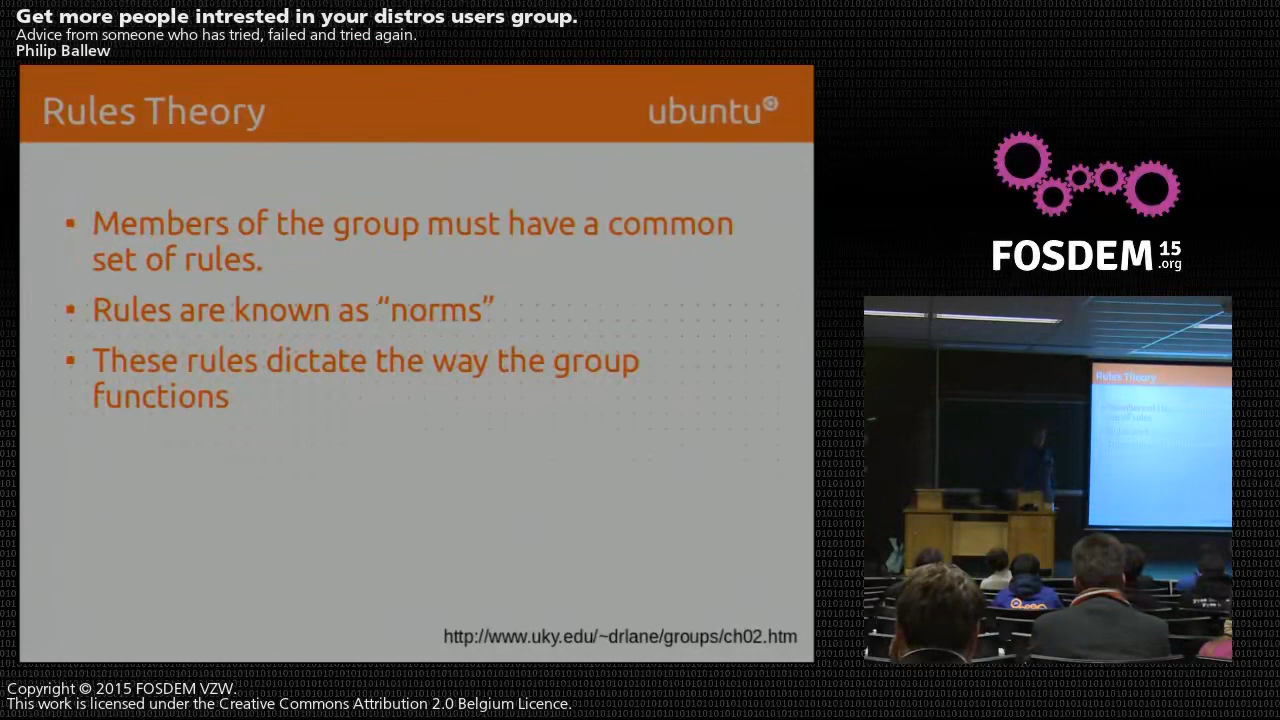 Get more people intrested in your distros users group.
Advice from someone who has tried, failed and tried again.
Philip Ballew
Rules Theory
ubuntu®
▪ Members of the group must have a common
set of rules.
▪ Rules are known as “norms”
▪ These rules dictate the way the group
functions
http://www.uky.edu/~drlane/groups/ch02.htm
FOSDEM 15
.org
Rules Theory
Copyright © 2015 FOSDEM VZW.
This work is licensed under the Creative Commons Attribution 2.0 Belgium Licence.